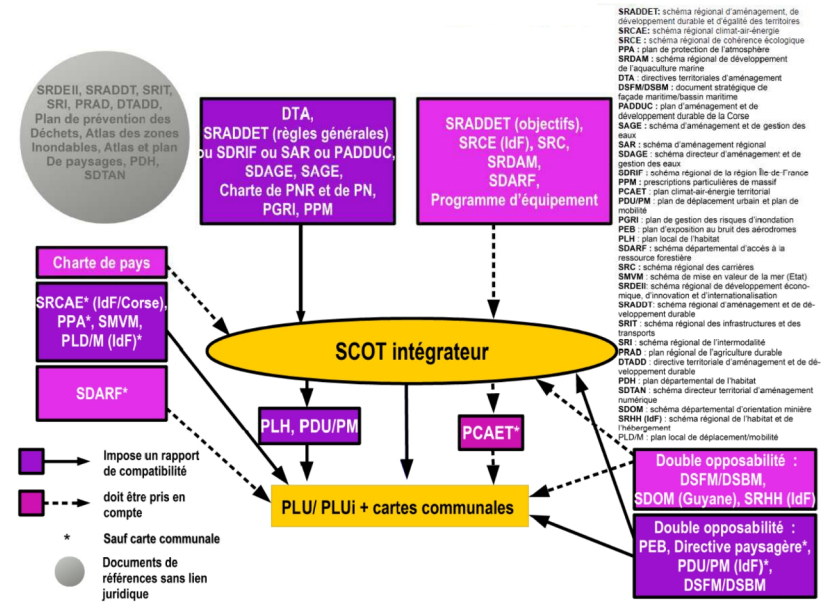 SRDEII, SRADDT, SRIT,
SRI, PRAD, DTADD,
Plan de prévention des
Déchets, Atlas des zones
Inondables, Atlas et plan
De paysages, PDH,
SDTAN
DTA,
SRADDET (règles générales)
ou SDRIF ou SAR ou PADDUC,
SDAGE, SAGE,
Charte de PNR et de PN,
PGRI, PPM
SRADDET (objectifs),
SRCE (IdF), SRC,
SRDAM,
SDARF,
Programme d'équipement
Charte de pays
SRCAE* (IdF/Corse),
PPA*, SMVM,
PLD/M (IdF)*
SDARF*
SCOT intégrateur
PLH, PDU/PM
PCAET*
PLU/ PLUi + cartes communales
Double opposabilité :
DSFM/DSBM,
SDOM (Guyane), SRHH (IdF)
Double opposabilité :
PEB, Directive paysagère*,
PDU/PM (IdF)*,
DSFM/DSBM
Impose un rapport
de compatibilité
doit être pris en
compte
* Sauf carte communale
Documents de
références sans lien
juridique
SRADDET: schéma régional d'aménagement, de
développement durable et d'égalité des territoires
SRCAE: schéma régional climat-air-énergie
SRCE : schéma régional de cohérence écologique
PPA : plan de protection de l'atmosphère
SRDAM : schéma régional de développement
de l'aquaculture marine
DTA : directives territoriales d'aménagement
DSFM/DSBM : document stratégique de
façade maritime/bassin maritime
PADDUC : plan d'aménagement et de
développement durable de la Corse
SAGE : schéma d'aménagement et de gestion des
eaux
SAR : schéma d'aménagement régional
SDAGE : schéma directeur d'aménagement et de
gestion des eaux
SDRIF : schéma régional de la région Île-de-France
PPM : prescriptions particulières de massif
PCAET : plan climat-air-énergie territorial
PDU/PM : plan de déplacement urbain et plan de
mobilité
PGRI : plan de gestion des risques d'inondation
PEB : plan d'exposition au bruit des aérodromes
PLH : plan local de l'habitat
SDARF : schéma départemental d'accès à la
ressource forestière
SRC : schéma régional des carrières
SMVM : schéma de mise en valeur de la mer (Etat)
SRDEII: schéma régional de développement écono-
mique, d'innovation et d'internationalisation
SRADDT: schéma régional d'aménagement et de dé-
veloppement durable
SRIT : schéma régional des infrastructures et des
transports
SRI : schéma régional de l'intermodalité
PRAD : plan régional de l'agriculture durable
DTADD : directive territoriale d'aménagement et de dé-
veloppement durable
PDH : plan départemental de l'habitat
SDTAN : schéma directeur territorial d'aménagement
numérique
SDOM : schéma départemental d'orientation minière
SRHH (IdF) : schéma régional de l'habitat et de
l'hébergement
PLD/M : plan local de déplacement/mobilité